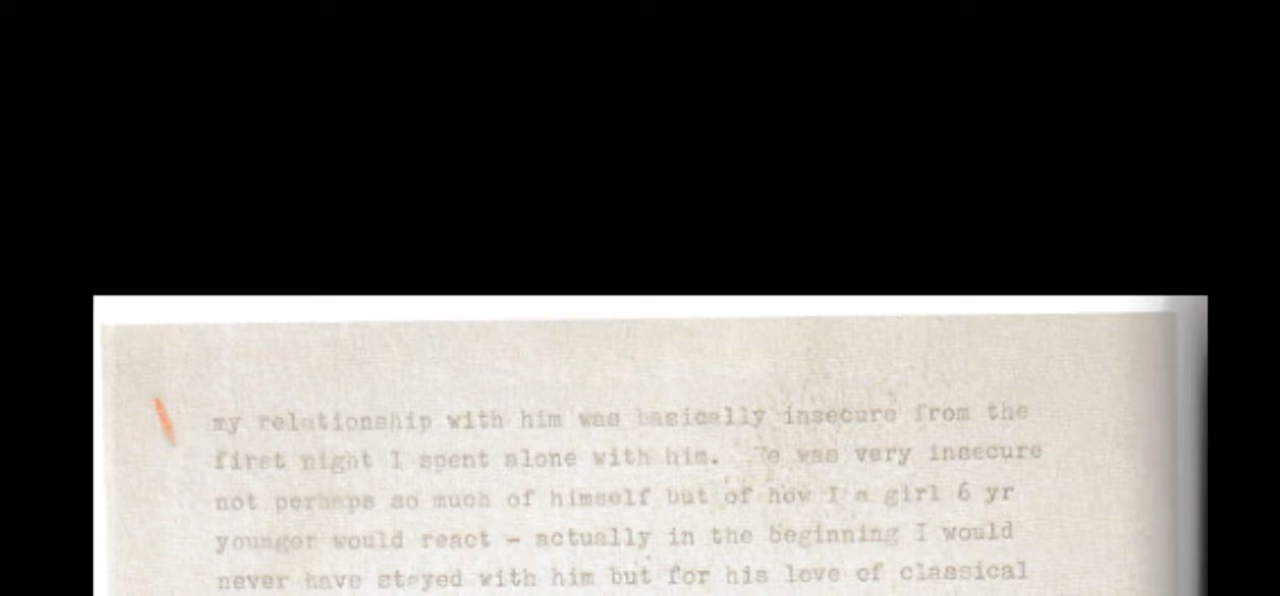 my relationship with him was basically insecure from the
first night I spent alone with him. He was very insecure
not perhaps so much of himself but of how I a girl 6 yr
younger would react - actually in the beginning I would
never have stayed with him but for his love of classical